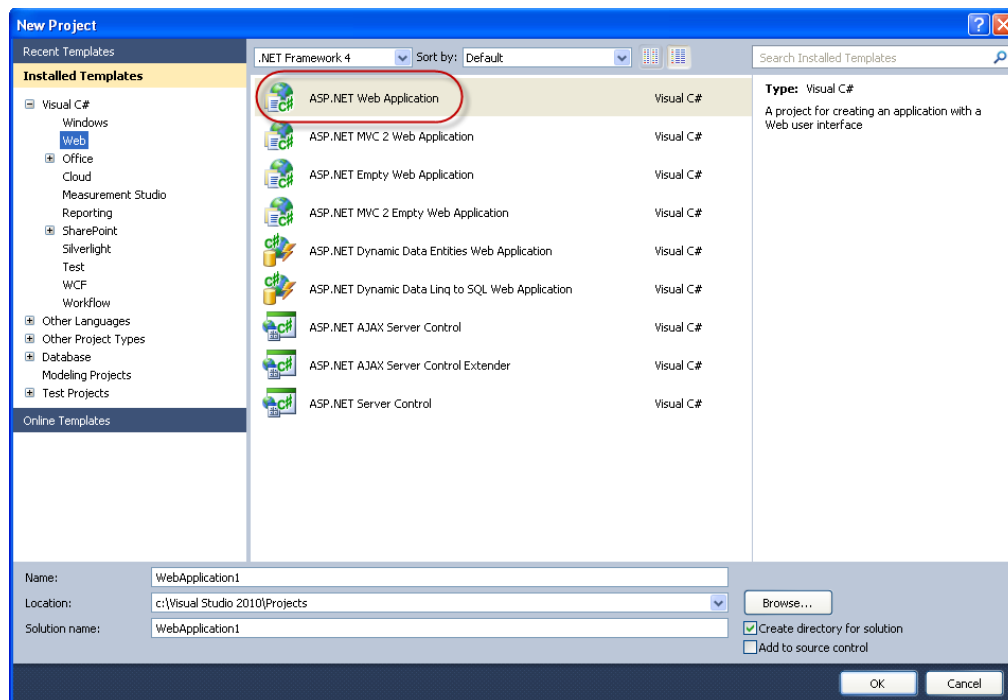 New Project
Recent Templates
Installed Templates
Visual C#
Windows
Web
Office
Cloud
Measurement Studio
Reporting
SharePoint
Silverlight
Test
WCF
Workflow
Other Languages
Other Project Types
Database
Modeling Projects
Test Projects
Online Templates
.NET Framework 4 Sort by: Default
ASP.NET Web Application Visual C#
ASP.NET MVC 2 Web Application Visual C#
ASP.NET Empty Web Application Visual C#
ASP.NET MVC 2 Empty Web Application Visual C#
ASP.NET Dynamic Data Entities Web Application Visual C#
ASP.NET Dynamic Data Linq to SQL Web Application Visual C#
ASP.NET AJAX Server Control Visual C#
ASP.NET AJAX Server Control Extender Visual C#
ASP.NET Server Control Visual C#
Search Installed Templates
Type: Visual C#
A project for creating an application with a
Web user interface
Name: WebApplication1
Location: c:\Visual Studio 2010\Projects Browse...
Solution name: WebApplication1
Create directory for solution
Add to source control
OK Cancel